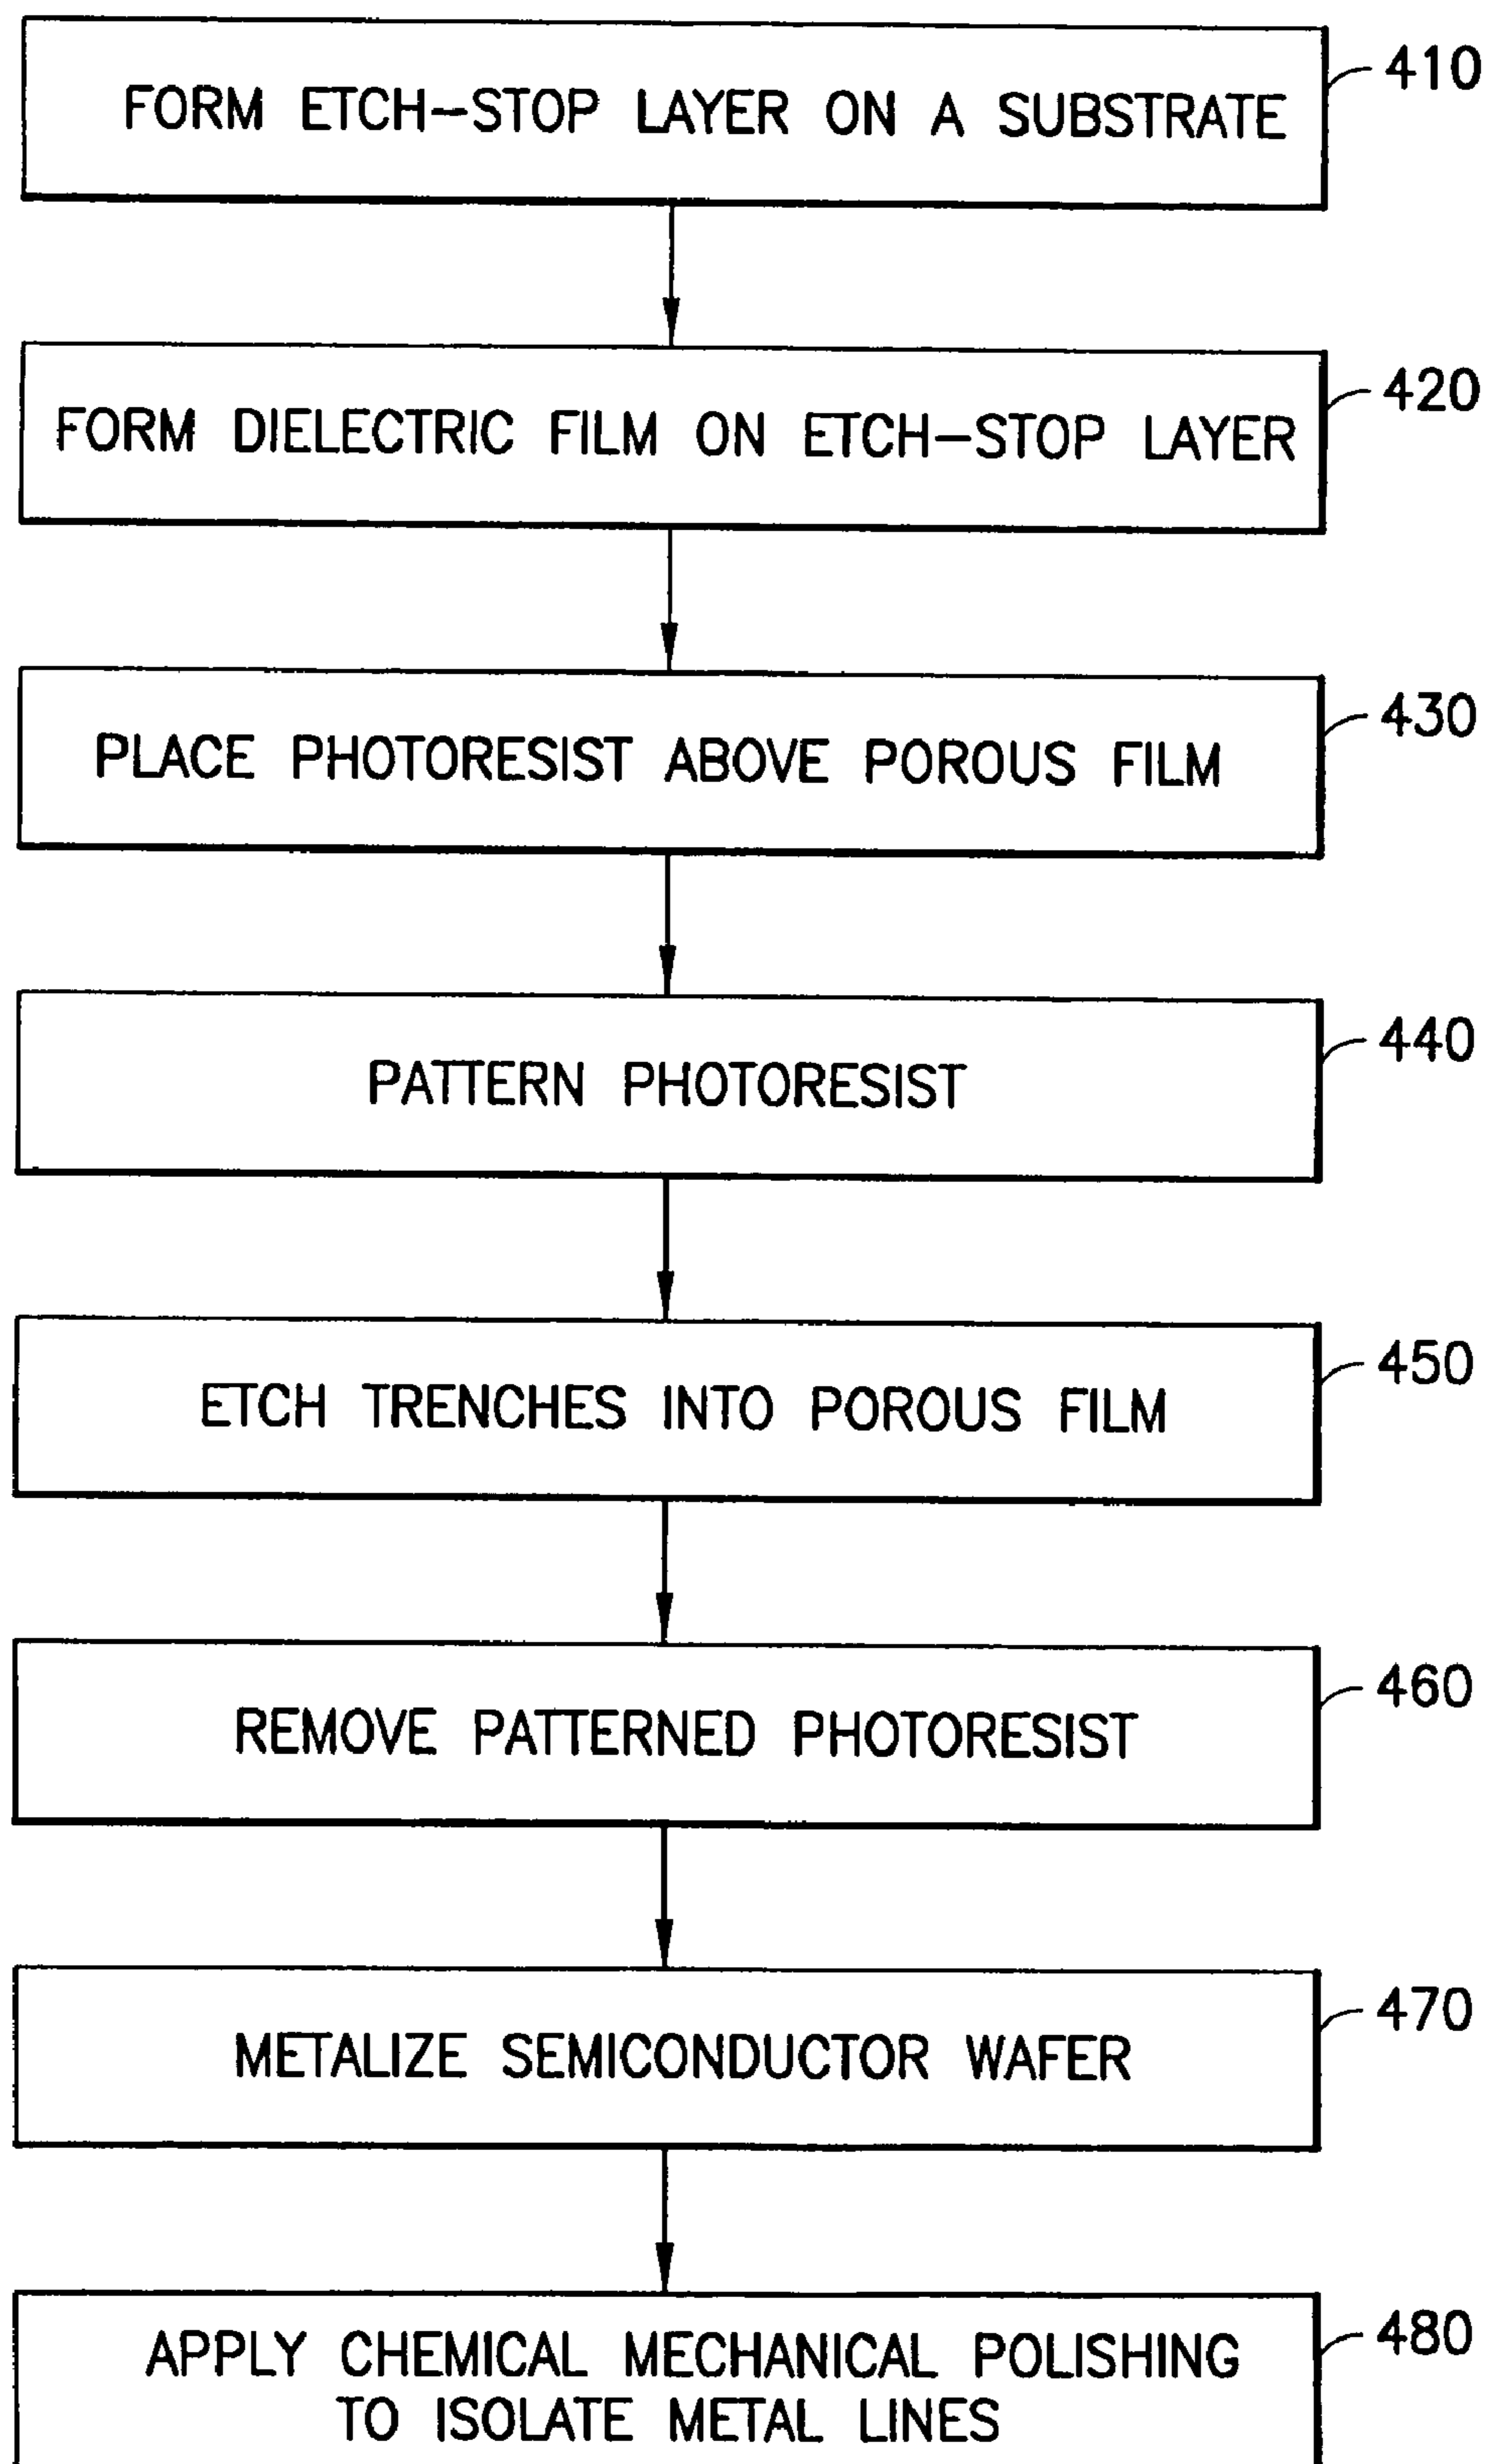 FORM ETCH-STOP LAYER ON A SUBSTRATE
410
FORM DIELECTRIC FILM ON ETCH-STOP LAYER
420
PLACE PHOTORESIST ABOVE POROUS FILM
430
PATTERN PHOTORESIST
440
ETCH TRENCHES INTO POROUS FILM
450
REMOVE PATTERNED PHOTORESIST
460
METALIZE SEMICONDUCTOR WAFER
470
APPLY CHEMICAL MECHANICAL POLISHING
TO ISOLATE METAL LINES
480